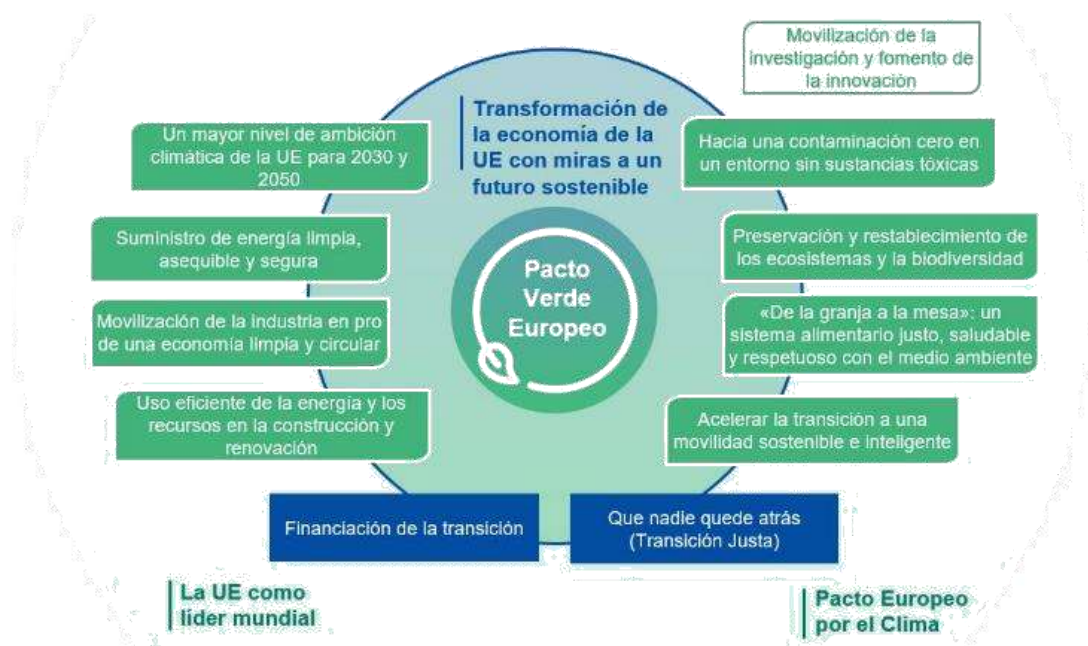 Movilización de la
investigación y fomento de
la innovación
Transformación de
la economía de la
UE con miras a un
futuro sostenible
Un mayor nivel de ambición
climática de la UE para 2030 y
2050
Suministro de energía limpia,
asequible y segura
Movilización de la industria en pro
de una economía limpia y circular
Uso eficiente de la energía y los
recursos en la construcción y
renovación
Pacto
Verde
Europeo
Hacia una contaminación cero en
un entorno sin sustancias tóxicas
Preservación y restablecimiento de
los ecosistemas y la biodiversidad
«De la granja a la mesa»: un
sistema alimentario justo, saludable
y respetuoso con el medio ambiente
Acelerar la transición a una
movilidad sostenible e inteligente
Financiación de la transición
Que nadie quede atrás
(Transición Justa)
La UE como
líder mundial
Pacto Europeo
por el Clima